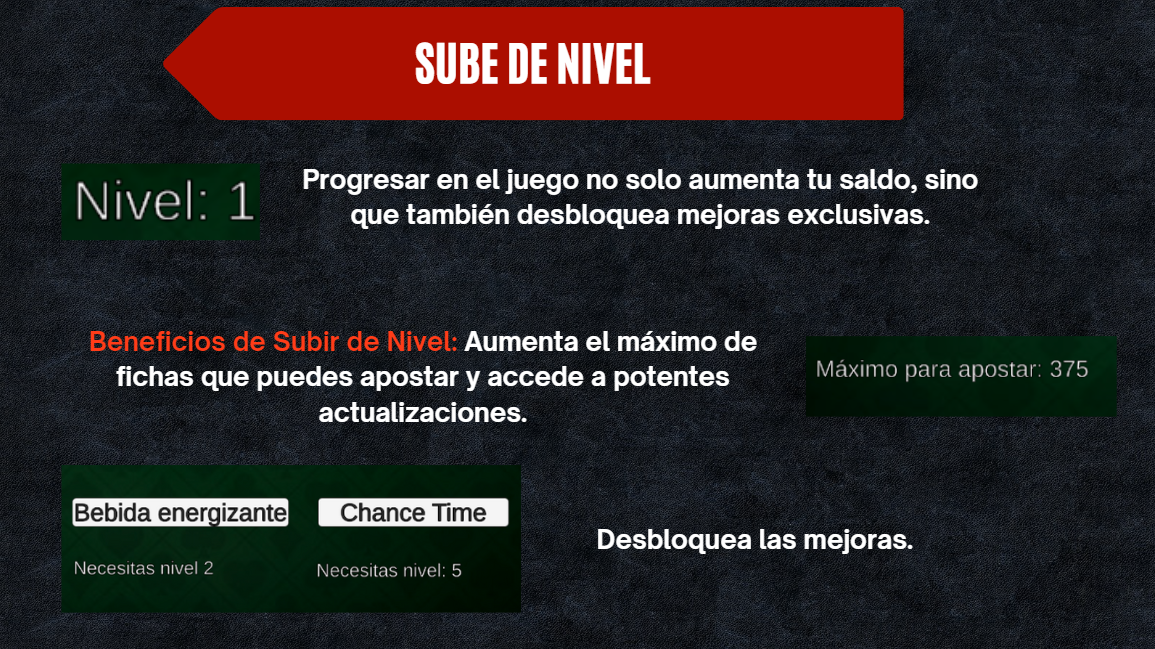 SUBE DE NIVEL
Nivel: 1
Progresar en el juego no solo aumenta tu saldo, sino
que también desbloquea mejoras exclusivas.
Beneficios de Subir de Nivel: Aumenta el máximo de
fichas que puedes apostar y accede a potentes
actualizaciones.
Máximo para apostar: 375
Bebida energizante
Chance Time
Necesitas nivel 2
Necesitas nivel: 5
Desbloquea las mejoras.